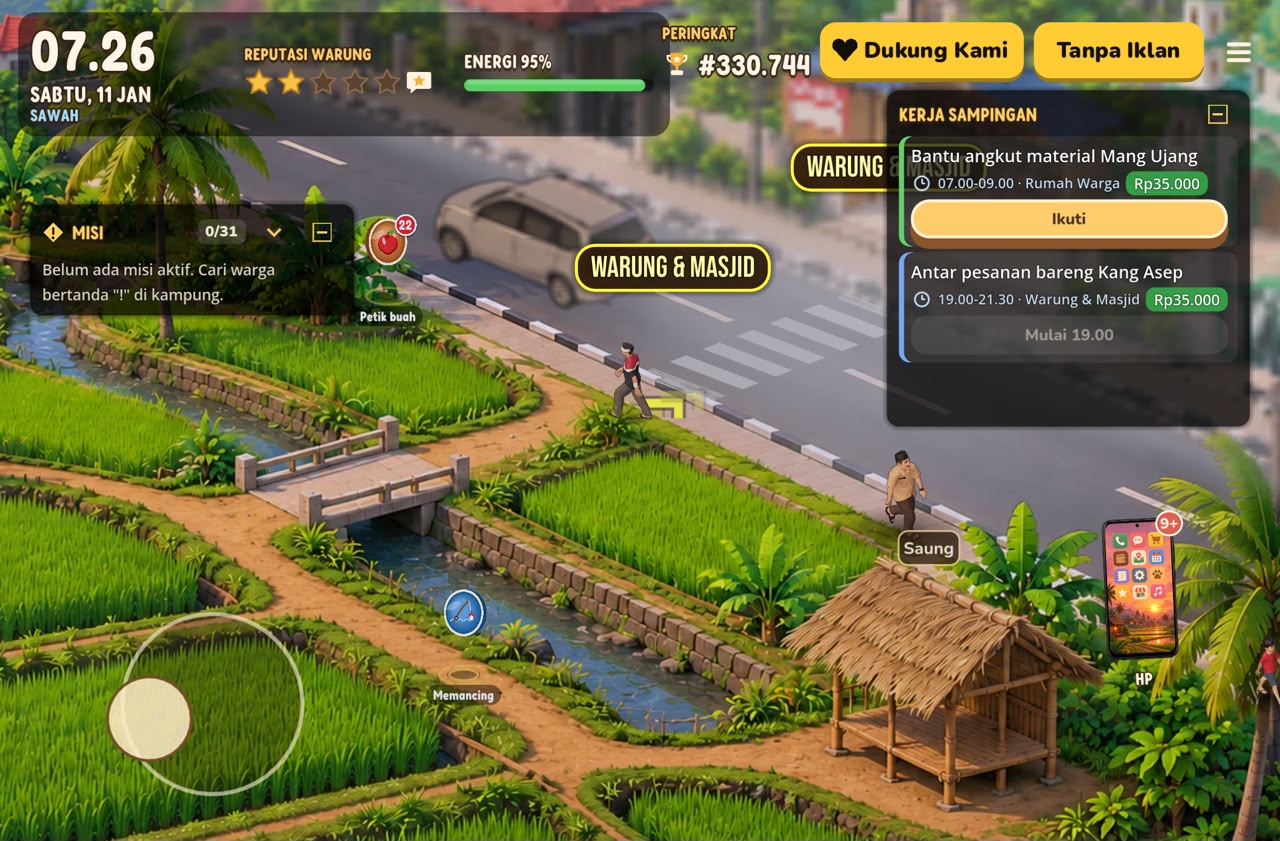 07.26
SABTU, 11 JAN
SAWAH
REPUTASI WARUNG
ENERGI 95%
PERINGKAT
#330.744
Dukung Kami
Tanpa Iklan
KERJA SAMPINGAN
Bantu angkut material Mang Ujang
07.00-09.00 · Rumah Warga Rp35.000
Ikuti
Antar pesanan bareng Kang Asep
19.00-21.30 · Warung & Masjid Rp35.000
Mulai 19.00
WARUNG & MASJID
MISI 0/31
Belum ada misi aktif. Cari warga
bertanda "!" di kampung.
22
Petik buah
WARUNG & MASJID
Saung
9+
HP
Memancing